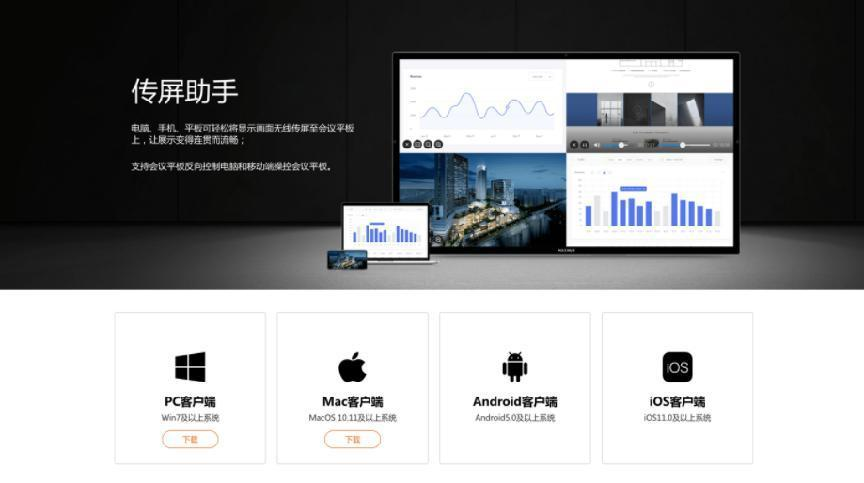 传屏助手
电脑、手机、平板可轻松将显示画面无线传屏至会议平板
上，让展示变得连贯而流畅；
支持会议平板反向控制电脑和移动端操控会议平板。
PC客户端
Win7及以上系统
下载
Mac客户端
MacOS 10.11及以上系统
下载
Android客户端
Android5.0及以上系统
iOS
iOS客户端
iOS11.0及以上系统